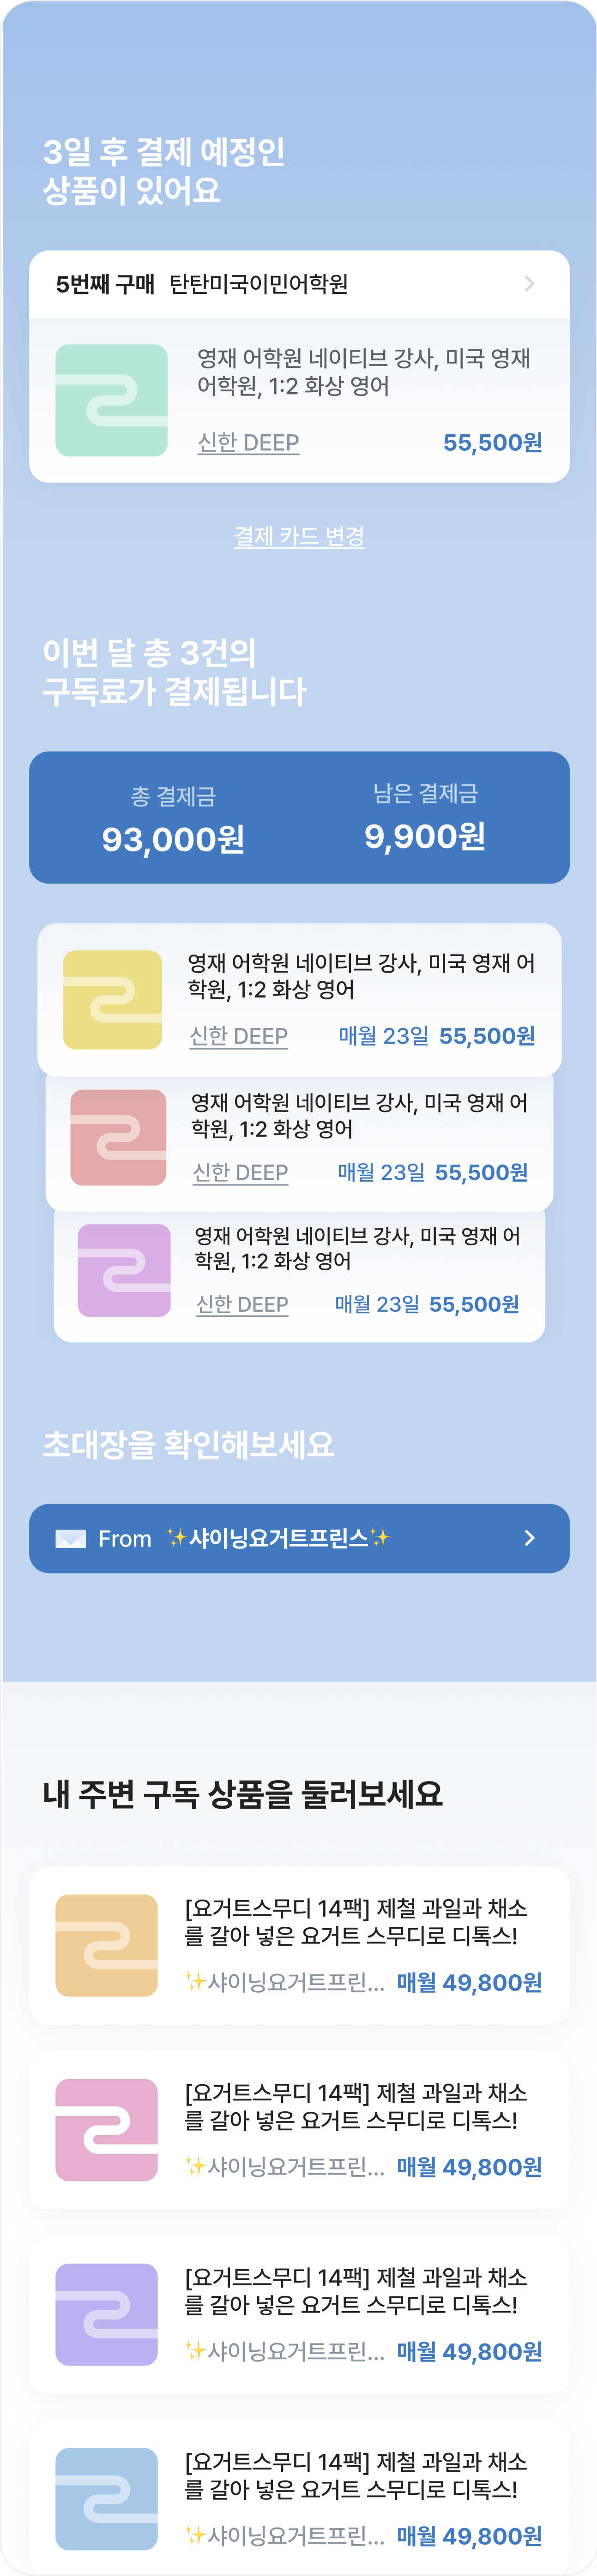 3일 후 결제 예정인
상품이 있어요
5번째 구매 탄탄미국이민어학원
영재 어학원 네이티브 강사, 미국 영재
어학원, 1:2 화상 영어
신한 DEEP 55,500원
결제 카드 변경
이번 달 총 3건의
구독료가 결제됩니다
총 결제금 남은 결제금
93,000원 9,900원
영재 어학원 네이티브 강사, 미국 영재 어
학원, 1:2 화상 영어
신한 DEEP 매월 23일 55,500원
영재 어학원 네이티브 강사, 미국 영재 어
학원, 1:2 화상 영어
신한 DEEP 매월 23일 55,500원
영재 어학원 네이티브 강사, 미국 영재 어
학원, 1:2 화상 영어
신한 DEEP 매월 23일 55,500원
초대장을 확인해보세요
From ✨샤이닝요거트프린스✨
내 주변 구독 상품을 둘러보세요
[요거트스무디 14팩] 제철 과일과 채소
를 갈아 넣은 요거트 스무디로 디톡스!
✨샤이닝요거트프린... 매월 49,800원
[요거트스무디 14팩] 제철 과일과 채소
를 갈아 넣은 요거트 스무디로 디톡스!
✨샤이닝요거트프린... 매월 49,800원
[요거트스무디 14팩] 제철 과일과 채소
를 갈아 넣은 요거트 스무디로 디톡스!
✨샤이닝요거트프린... 매월 49,800원
[요거트스무디 14팩] 제철 과일과 채소
를 갈아 넣은 요거트 스무디로 디톡스!
✨샤이닝요거트프린... 매월 49,800원